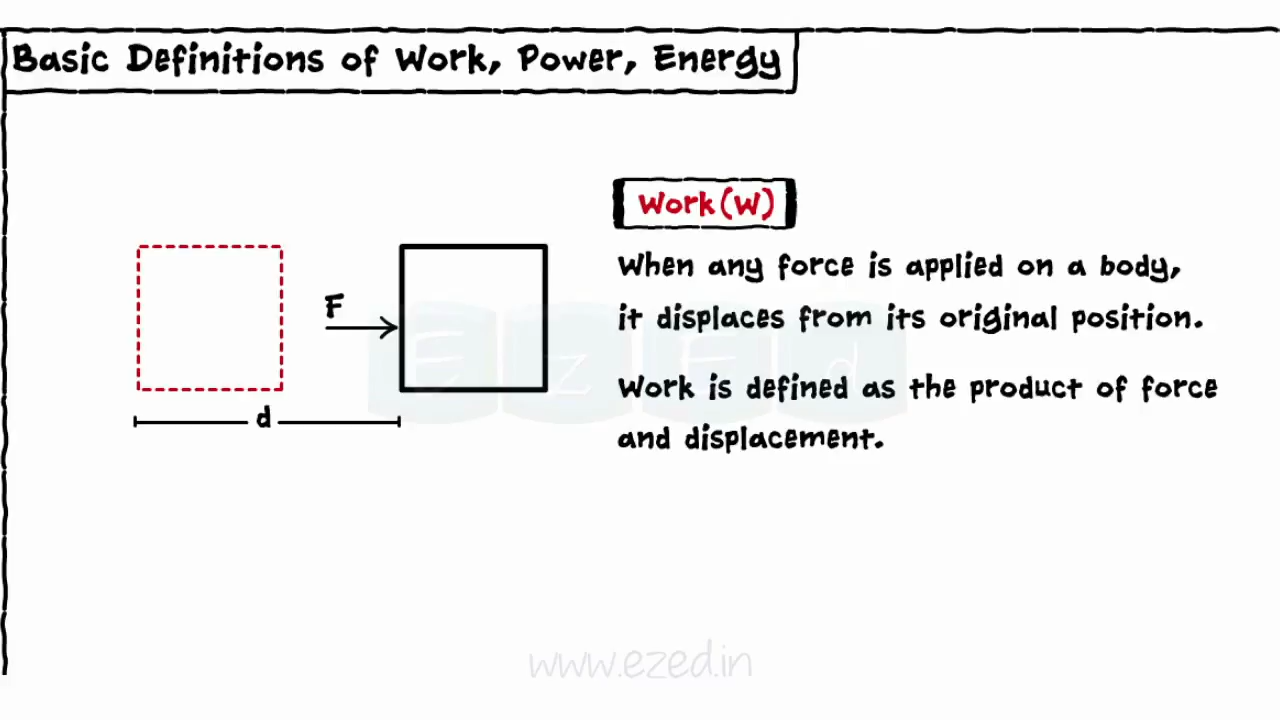 Basic Definitions of Work, Power, Energy
Work(W)
When any force is applied on a body,
it displaces from its original position.
F
Work is defined as the product of force
d
and displacement.
EzEd
www.ezed.in